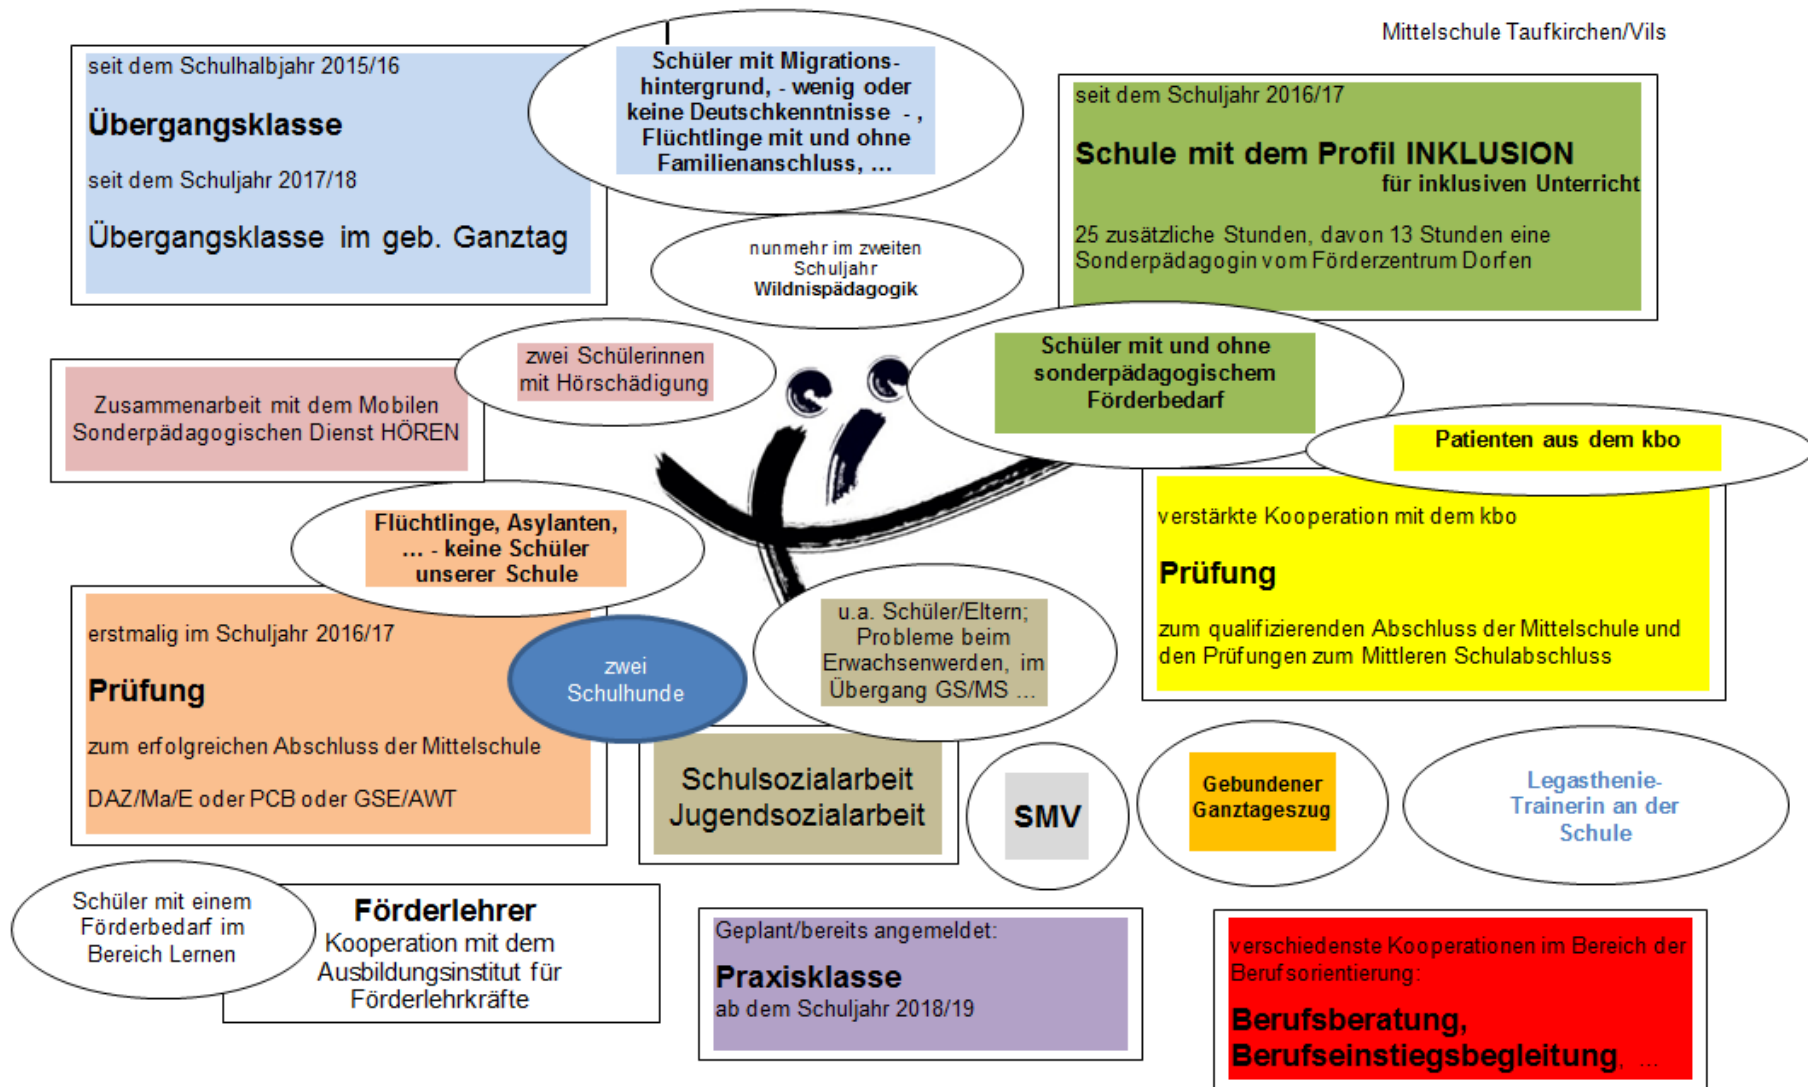 Mittelschule Taufkirchen/Vils
seit dem Schulhalbjahr 2015/16
Übergangsklasse
seit dem Schuljahr 2017/18
Übergangsklasse im geb. Ganztag
Schüler mit Migrations-
hintergrund, - wenig oder
keine Deutschkenntnisse - ,
Flüchtlinge mit und ohne
Familienanschluss, ...
seit dem Schuljahr 2016/17
Schule mit dem Profil INKLUSION
für inklusiven Unterricht
25 zusätzliche Stunden, davon 13 Stunden eine
Sonderpädagogin vom Förderzentrum Dorfen
nunmehr im zweiten
Schuljahr
Wildnispädagogik
zwei Schülerinnen
mit Hörschädigung
Zusammenarbeit mit dem Mobilen
Sonderpädagogischen Dienst HÖREN
Schüler mit und ohne
sonderpädagogischem
Förderbedarf
Patienten aus dem kbo
verstärkte Kooperation mit dem kbo
Prüfung
zum qualifizierenden Abschluss der Mittelschule und
den Prüfungen zum Mittleren Schulabschluss
Flüchtlinge, Asylanten,
... - keine Schüler
unserer Schule
erstmalig im Schuljahr 2016/17
Prüfung
zum erfolgreichen Abschluss der Mittelschule
DAZ/Ma/E oder PCB oder GSE/AWT
zwei
Schulhunde
u.a. Schüler/Eltern;
Probleme beim
Erwachsenwerden, im
Übergang GS/MS ...
Schulsozialarbeit
Jugendsozialarbeit
SMV
Gebundener
Ganztageszug
Legasthenie-
Trainerin an der
Schule
Schüler mit einem
Förderbedarf im
Bereich Lernen
Förderlehrer
Kooperation mit dem
Ausbildungsinstitut für
Förderlehrkräfte
Geplant/bereits angemeldet:
Praxisklasse
ab dem Schuljahr 2018/19
verschiedenste Kooperationen im Bereich der
Berufsorientierung:
Berufsberatung,
Berufseinstiegsbegleitung, ...